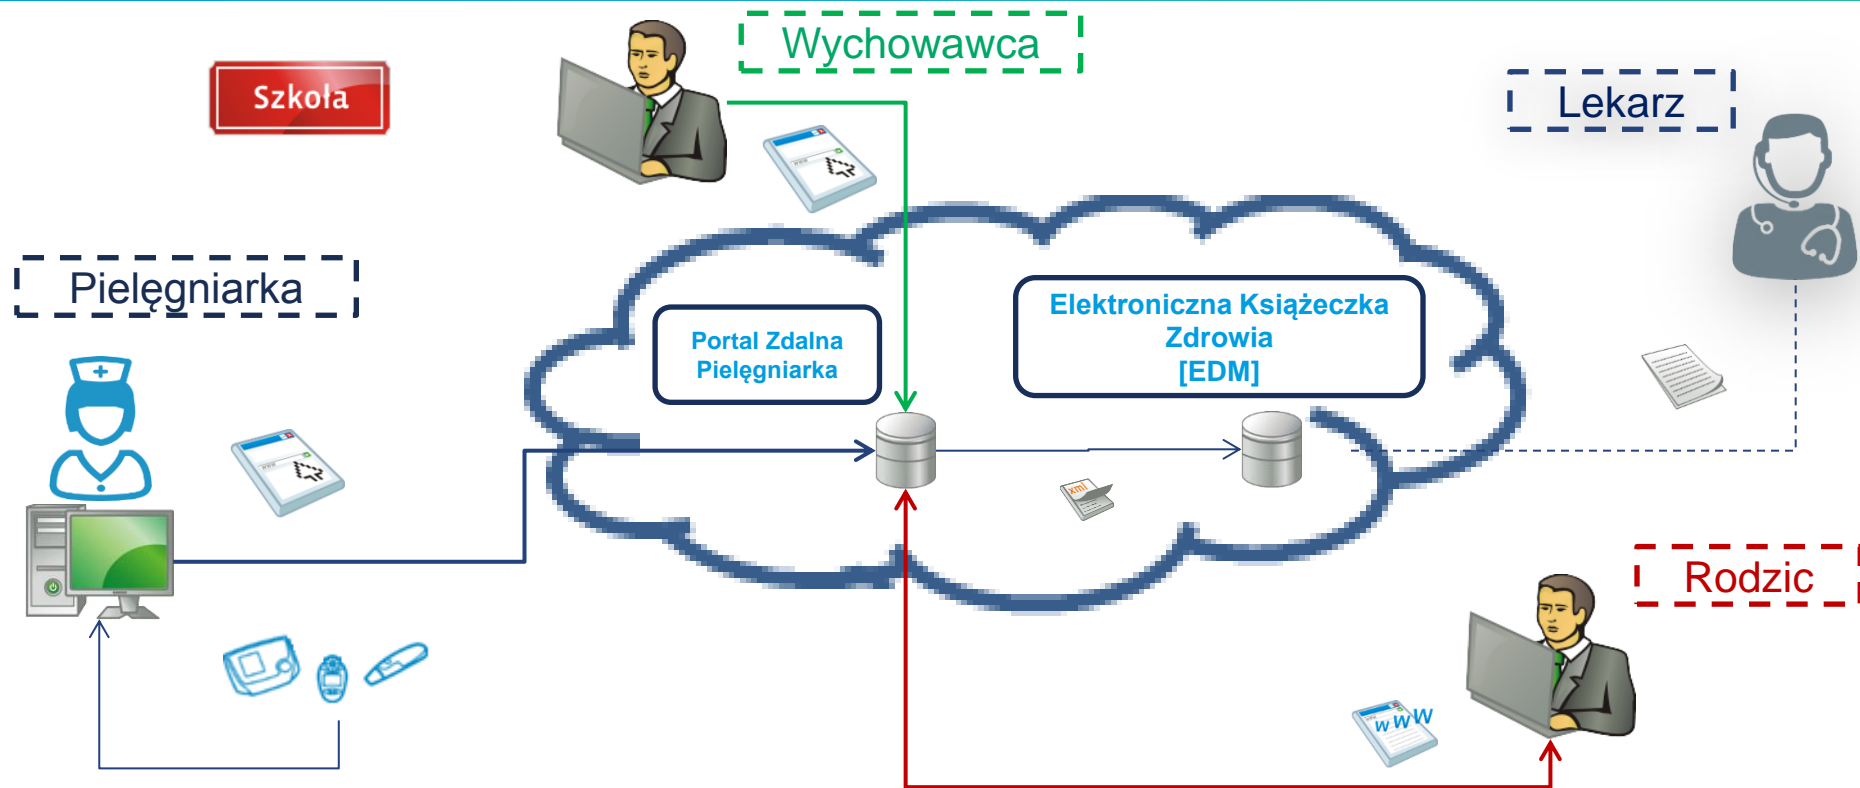 Wychowawca
Szkoła
Lekarz
Pielęgniarka
Portal Zdalna
Pielęgniarka
Elektroniczna Książeczka
Zdrowia
[EDM]
xml
Rodzic
www